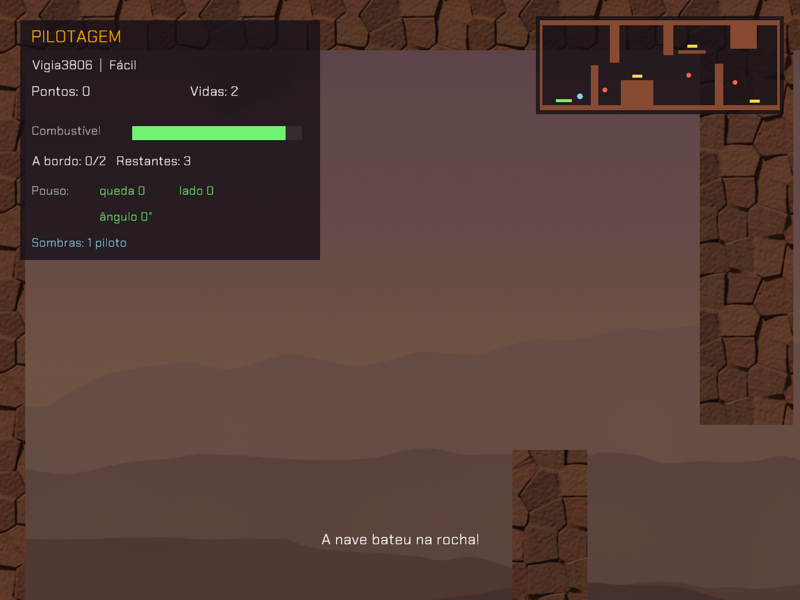 PILOTAGEM
Vigia3806 | Fácil
Pontos: 0 Vidas: 2
Combustível
A bordo: 0/2 Restantes: 3
Pouso: queda 0 lado 0
ângulo 0°
Sombras: 1 piloto
A nave bateu na rocha!